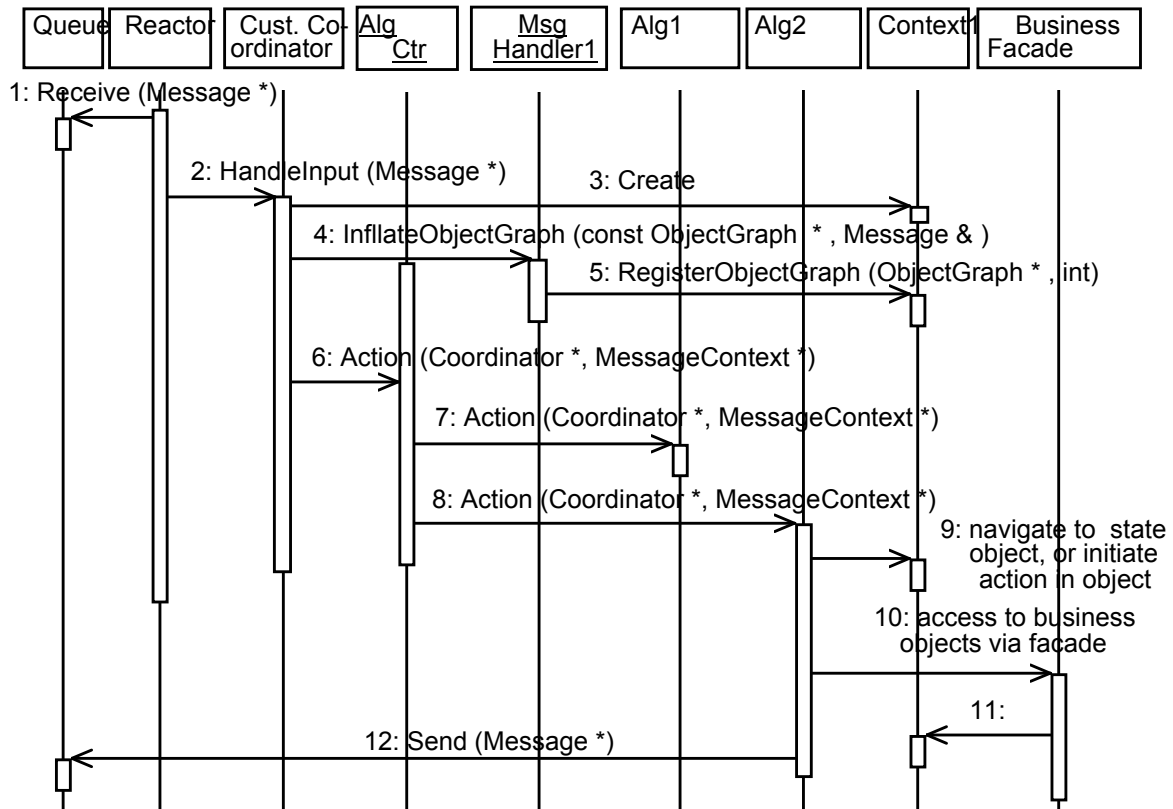 Queue
Reactor
Cust. Co-
ordinator
Alg
Ctr
Msg
Handler1
Alg1
Alg2
Context1
Business
Facade
1: Receive (Message *)
2: HandleInput (Message *)
3: Create
4: InfllateObjectGraph (const ObjectGraph * , Message & )
5: RegisterObjectGraph (ObjectGraph * , int)
6: Action (Coordinator *, MessageContext *)
7: Action (Coordinator *, MessageContext *)
8: Action (Coordinator *, MessageContext *)
9: navigate to state
object, or initiate
action in object
10: access to business
objects via facade
11:
12: Send (Message *)